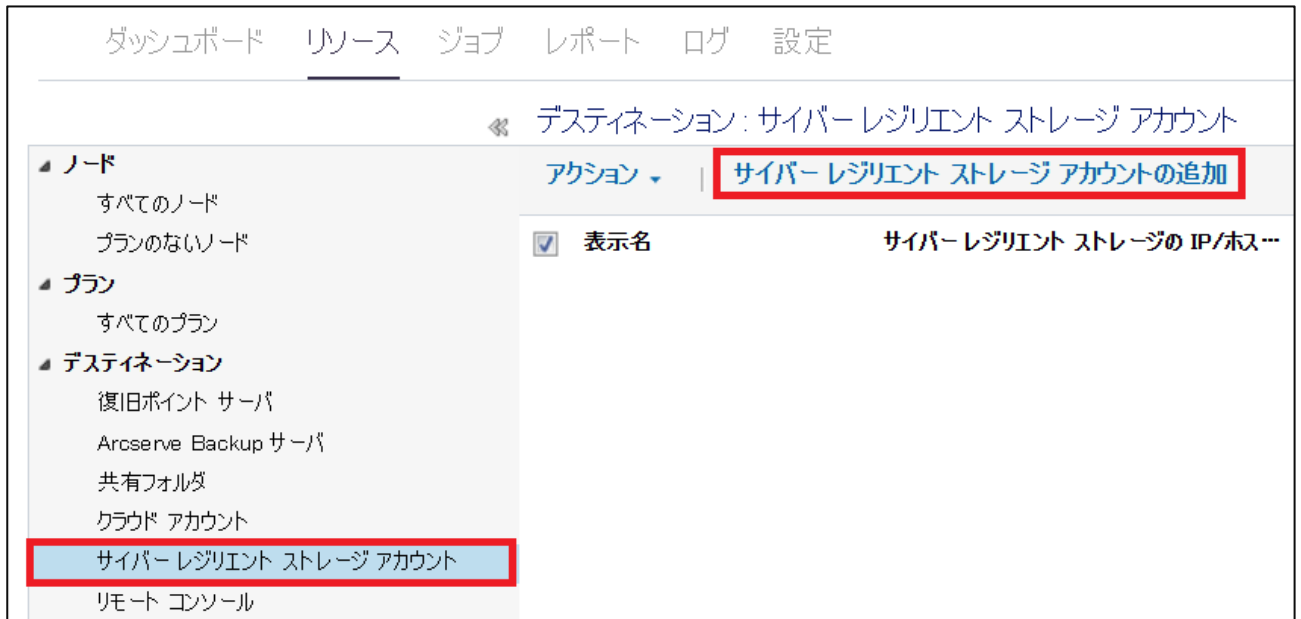 ダッシュボード リソース ジョブ レポート ログ 設定
デスティネーション : サイバー レジリエント ストレージ アカウント
アクション | サイバー レジリエント ストレージ アカウントの追加
表示名 サイバー レジリエント ストレージの IP/ホス…
ノード
すべてのノード
プランのないノード
プラン
すべてのプラン
デスティネーション
復旧ポイント サーバ
Arcserve Backup サーバ
共有フォルダ
クラウド アカウント
サイバー レジリエント ストレージ アカウント
リモート コンソール